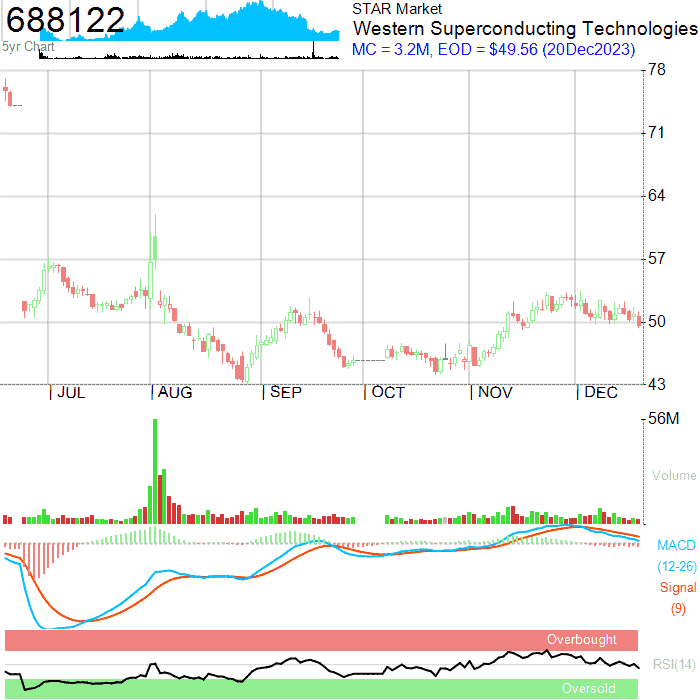 688122
5yr Chart
STAR Market
Western Superconducting Technologies
MC = 3.2M, EOD = $49.56 (20Dec2023)
78
71
64
57
50
43
JUL
AUG
SEP
OCT
NOV
DEC
56M
Volume
MACD
(12-26)
Signal
(9)
Overbought
RSI(14)
Oversold